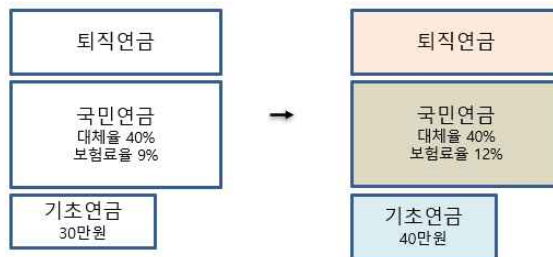 퇴직연금
국민연금
대체율 40%
보험료율 9%
기초연금
30만원
퇴직연금
국민연금
대체율 40%
보험료율 12%
기초연금
40만원